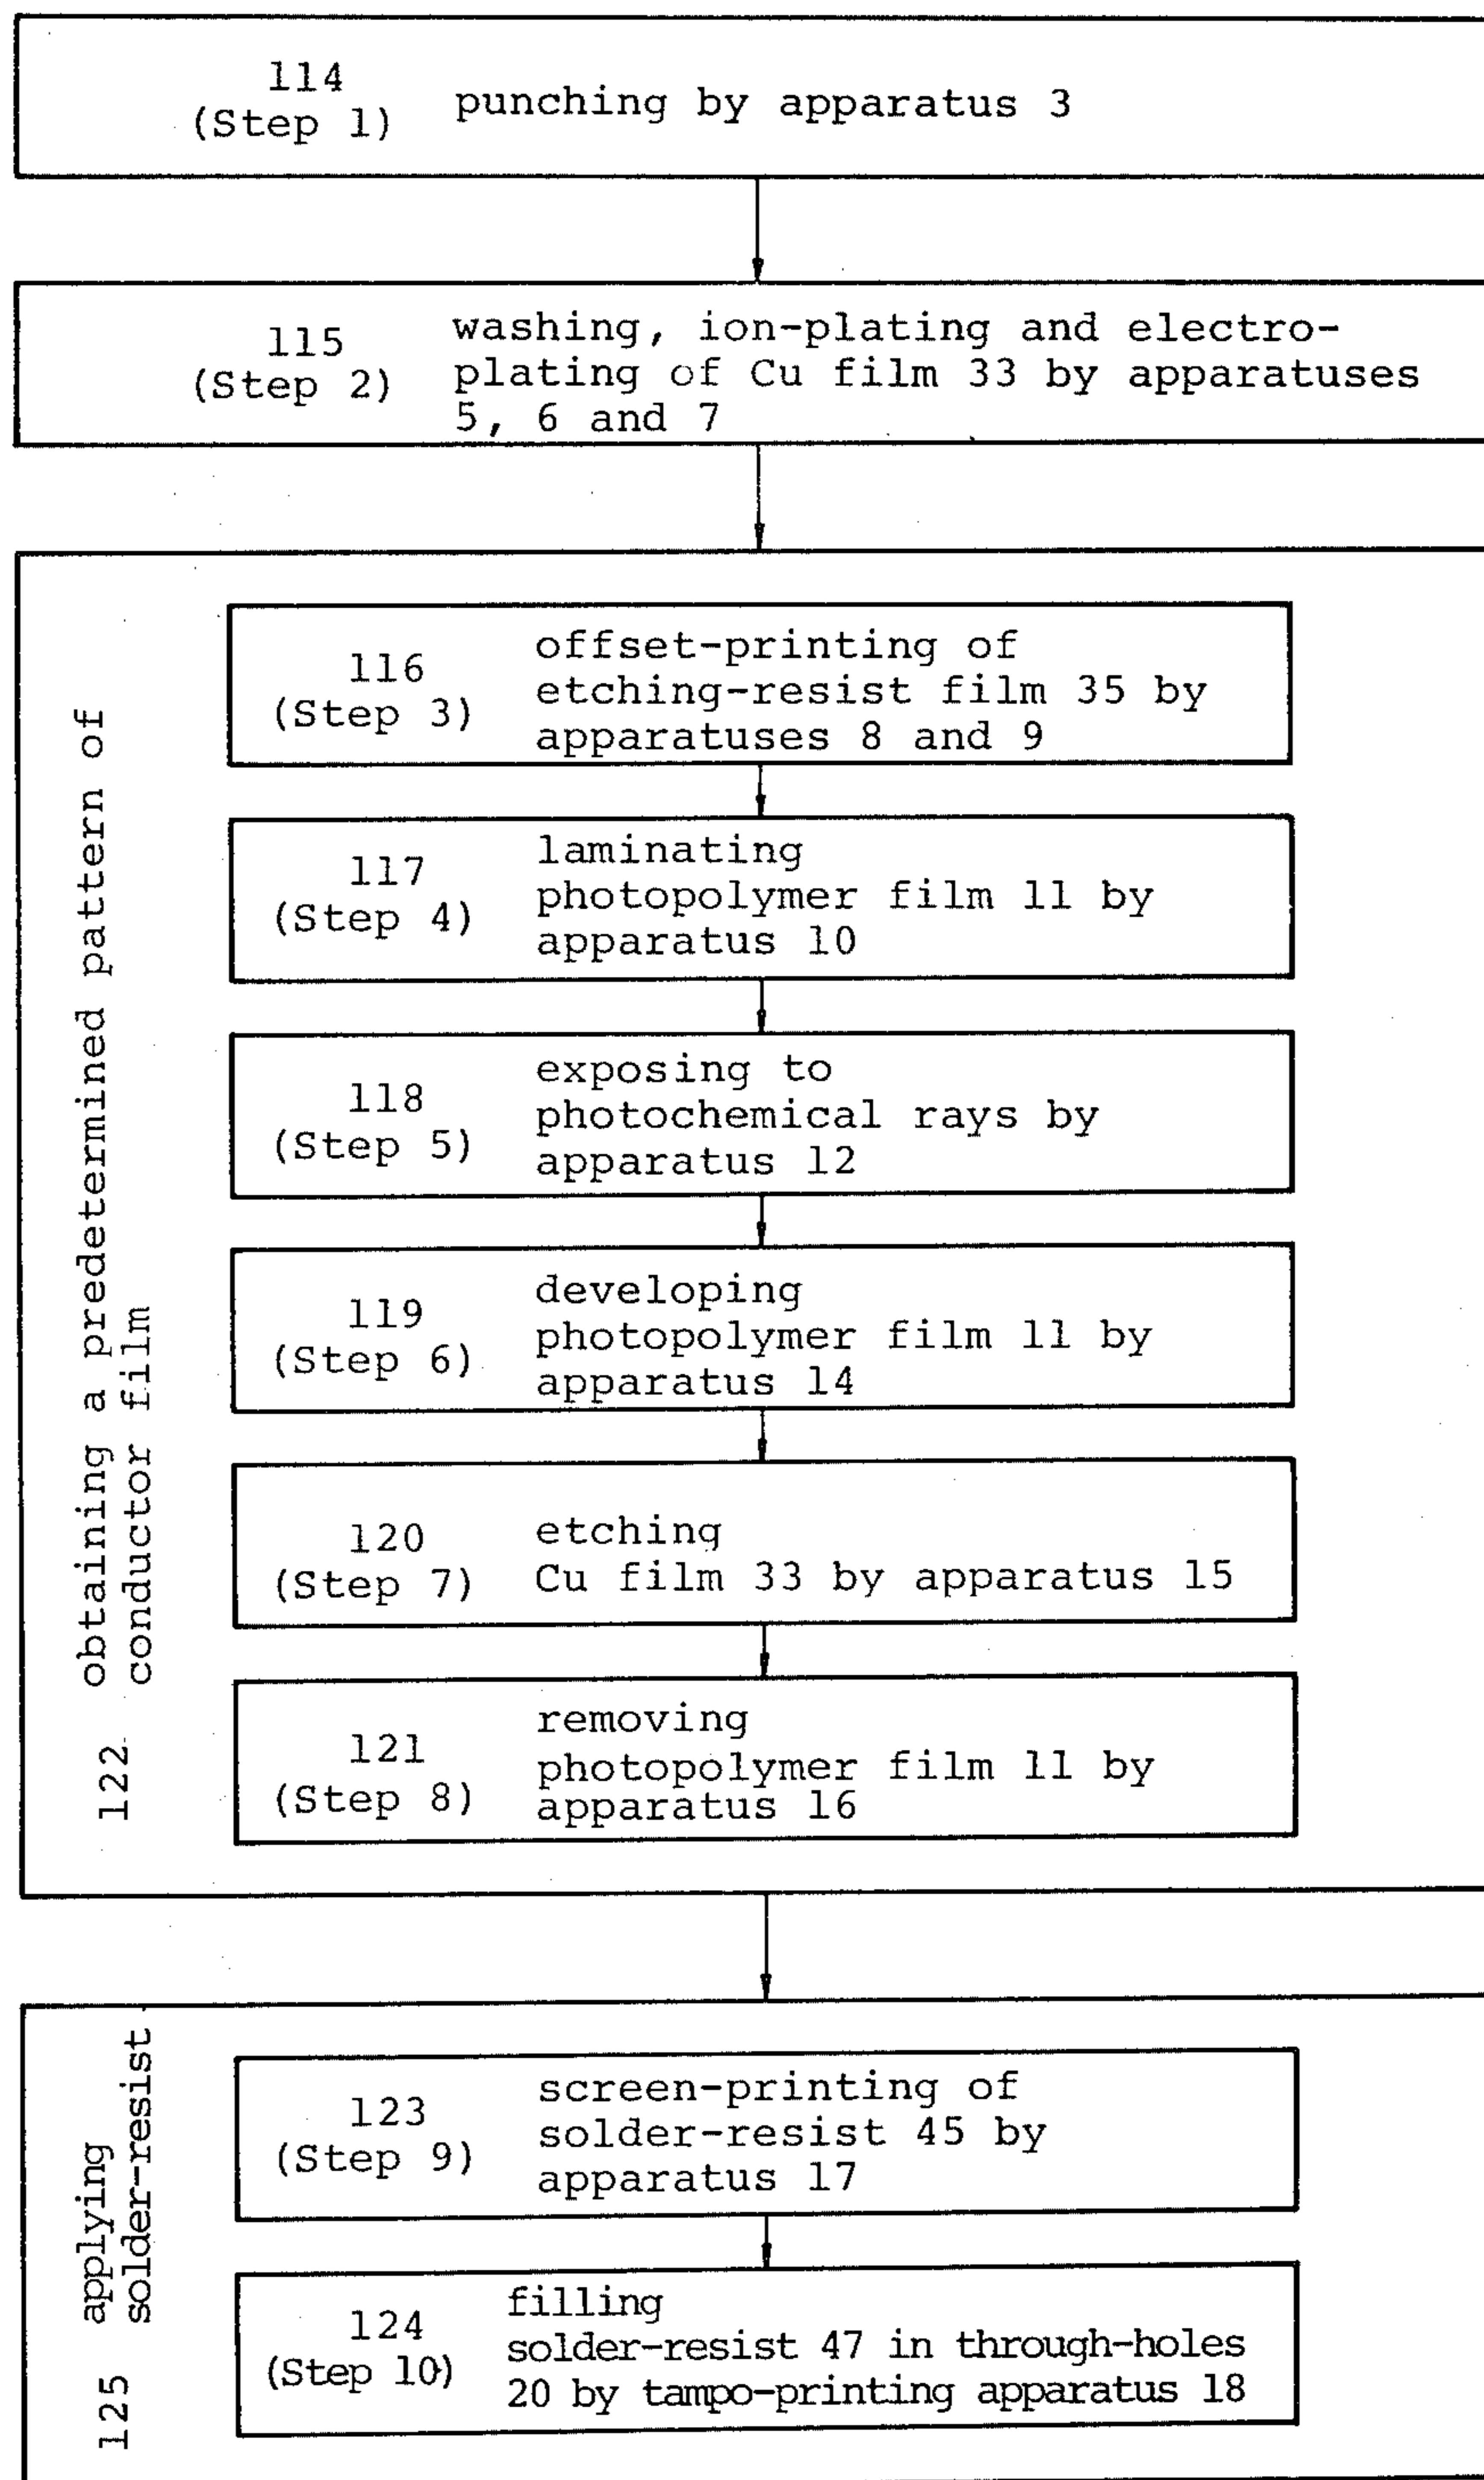 114
(Step 1)
punching by apparatus 3
115
(Step 2)
washing, ion-plating and electro-
plating of Cu film 33 by apparatuses
5, 6 and 7
122 obtaining a predetermined pattern of
conductor film
116
(Step 3)
offset-printing of
etching-resist film 35 by
apparatuses 8 and 9
117
(Step 4)
laminating
photopolymer film 11 by
apparatus 10
118
(Step 5)
exposing to
photochemical rays by
apparatus 12
119
(Step 6)
developing
photopolymer film 11 by
apparatus 14
120
(Step 7)
etching
Cu film 33 by apparatus 15
121
(Step 8)
removing
photopolymer film 11 by
apparatus 16
125 applying
solder-resist
123
(Step 9)
screen-printing of
solder-resist 45 by
apparatus 17
124
(Step 10)
filling
solder-resist 47 in through-holes
20 by tampo-printing apparatus 18